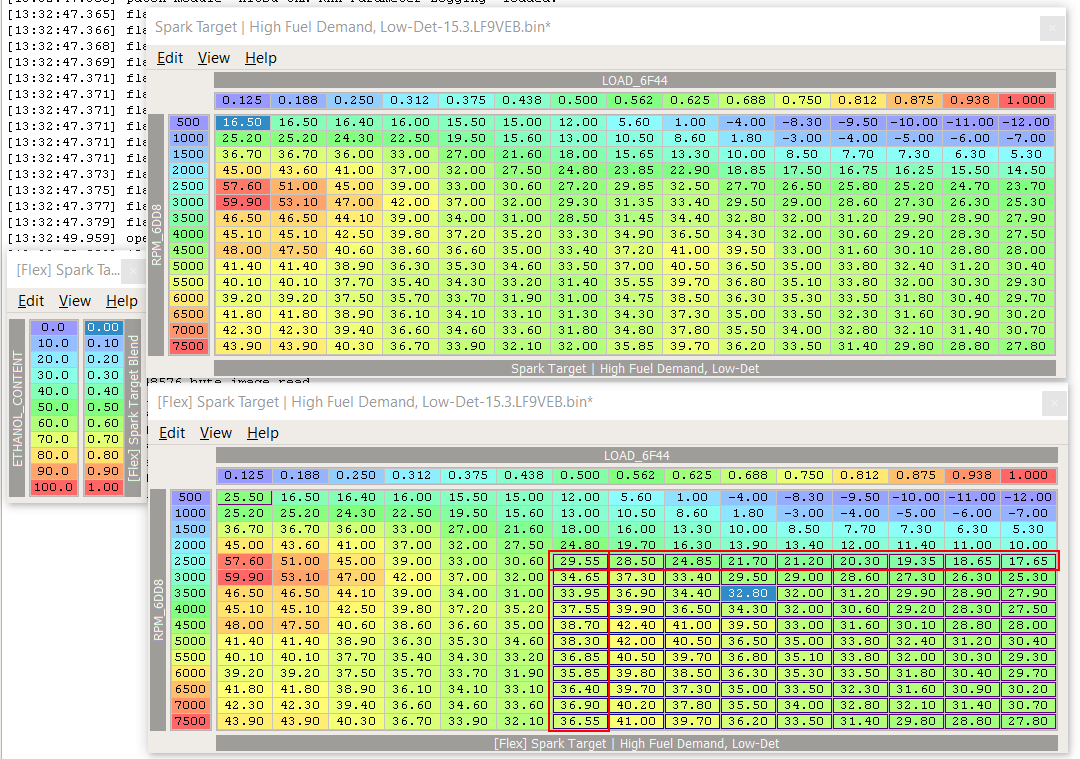 [13:32:47.365] fla
[13:32:47.366] fla
[13:32:47.368] fla
[13:32:47.369] fla
[13:32:47.371] fla
[13:32:47.371] fla
[13:32:47.371] fla
[13:32:47.371] fla
[13:32:47.371] fla
[13:32:47.371] fla
[13:32:47.373] fla
[13:32:47.375] fla
[13:32:47.377] fla
[13:32:47.379] fla
[13:32:49.959] ope
Spark Target | High Fuel Demand, Low-Det-15.3.LF9VEB.bin*
Edit View Help
LOAD_6F44
0.125 0.188 0.250 0.312 0.375 0.438 0.500 0.562 0.625 0.688 0.750 0.812 0.875 0.938 1.000
RPM_6DD8
500 16.50 16.50 16.40 16.00 15.50 15.00 12.00 5.60 1.00 -4.00 -8.30 -9.50 -10.00 -11.00 -12.00
1000 25.20 25.20 24.30 22.50 19.50 15.60 13.00 10.50 8.60 1.80 -3.00 -4.00 -5.00 -6.00 -7.00
1500 36.70 36.70 36.00 33.00 27.00 21.60 18.00 15.65 13.30 10.00 8.50 7.70 7.30 6.30 5.30
2000 45.00 43.60 41.00 37.00 32.00 27.50 24.80 23.85 22.90 18.85 17.50 16.75 16.25 15.50 14.50
2500 57.60 51.00 45.00 39.00 33.00 30.60 27.20 29.85 32.50 27.70 26.50 25.80 25.20 24.70 23.70
3000 59.90 53.10 47.00 42.00 37.00 32.00 29.30 31.35 33.40 29.50 29.00 28.60 27.30 26.30 25.30
3500 46.50 46.50 44.10 39.00 34.00 31.00 28.50 31.45 34.40 32.80 32.00 31.20 29.90 28.90 27.90
4000 45.10 45.10 42.50 39.80 37.20 35.20 33.30 34.90 36.50 34.30 32.00 30.60 29.70 28.30 27.50
4500 48.00 47.50 40.60 38.60 36.60 35.00 33.40 37.20 41.00 39.50 33.00 31.60 30.10 28.80 28.00
5000 41.40 41.40 38.90 36.30 35.30 34.60 33.50 37.00 40.50 36.50 35.00 33.80 32.40 31.20 30.40
5500 40.10 40.10 37.70 35.40 34.30 33.20 31.40 35.55 39.70 36.80 35.10 33.80 32.00 30.30 29.30
6000 39.20 39.20 37.50 35.70 33.70 31.90 31.00 34.75 38.50 36.30 35.30 33.50 31.80 30.40 29.70
6500 41.80 41.80 38.90 36.10 34.10 33.10 31.30 34.30 37.30 35.00 33.50 32.30 31.60 30.90 30.20
7000 42.30 42.30 39.40 36.60 34.60 33.60 31.80 34.80 37.80 35.50 34.00 32.80 32.10 31.40 30.70
7500 43.90 43.90 40.30 36.70 33.90 32.10 32.00 35.85 39.70 36.20 33.50 31.40 29.80 28.80 27.80
Spark Target | High Fuel Demand, Low-Det
[Flex] Spark Ta...
Edit View Help
ETHANOL_CONTENT
[Flex] Spark Target Blend
0.0 0.00
10.0 0.10
20.0 0.20
30.0 0.30
40.0 0.40
50.0 0.50
60.0 0.60
70.0 0.70
80.0 0.80
90.0 0.90
100.0 1.00
[Flex] Spark Target | High Fuel Demand, Low-Det-15.3.LF9VEB.bin*
Edit View Help
LOAD_6F44
0.125 0.188 0.250 0.312 0.375 0.438 0.500 0.562 0.625 0.688 0.750 0.812 0.875 0.938 1.000
RPM_6DD8
500 25.50 16.50 16.40 16.00 15.50 15.00 12.00 5.60 1.00 -4.00 -8.30 -9.50 -10.00 -11.00 -12.00
1000 25.20 25.20 24.30 22.50 19.50 15.60 13.00 10.50 8.60 1.80 -3.00 -4.00 -5.00 -6.00 -7.00
1500 36.70 36.70 36.00 33.00 27.00 21.60 18.00 16.00 13.30 10.00 8.50 7.70 7.30 6.30 5.30
2000 45.00 43.60 41.00 37.00 32.00 27.50 24.80 19.70 16.30 13.90 13.40 12.00 11.40 11.00 10.00
2500 57.60 51.00 45.00 39.00 33.00 30.60 29.55 28.50 24.85 21.70 21.20 20.30 19.35 18.65 17.65
3000 59.90 53.10 47.00 42.00 37.00 32.00 34.65 37.30 33.40 29.50 29.00 28.60 27.30 26.30 25.30
3500 46.50 46.50 44.10 39.00 34.00 31.00 33.95 36.90 34.40 32.80 32.00 31.20 29.90 28.90 27.90
4000 45.10 45.10 42.50 39.80 37.20 35.20 37.55 39.90 36.50 34.30 32.00 30.60 29.70 28.30 27.50
4500 48.00 47.50 40.60 38.60 36.60 35.00 38.70 42.40 41.00 39.50 33.00 31.60 30.10 28.80 28.00
5000 41.40 41.40 38.90 36.30 35.30 34.60 38.30 42.00 40.50 36.50 35.00 33.80 32.40 31.20 30.40
5500 40.10 40.10 37.70 35.40 34.30 33.20 36.85 40.50 39.70 36.80 35.10 33.80 32.00 30.30 29.30
6000 39.20 39.20 37.50 35.70 33.70 31.90 35.85 39.80 38.50 36.30 35.30 33.50 31.80 30.40 29.70
6500 41.80 41.80 38.90 36.10 34.10 33.10 36.40 39.70 37.30 35.00 33.50 32.30 31.60 30.90 30.20
7000 42.30 42.30 39.40 36.60 34.60 33.60 36.90 40.20 37.80 35.50 34.00 32.80 32.10 31.40 30.70
7500 43.90 43.90 40.30 36.70 33.90 32.10 36.55 41.00 39.70 36.20 33.50 31.40 29.80 28.80 27.80
[Flex] Spark Target | High Fuel Demand, Low-Det